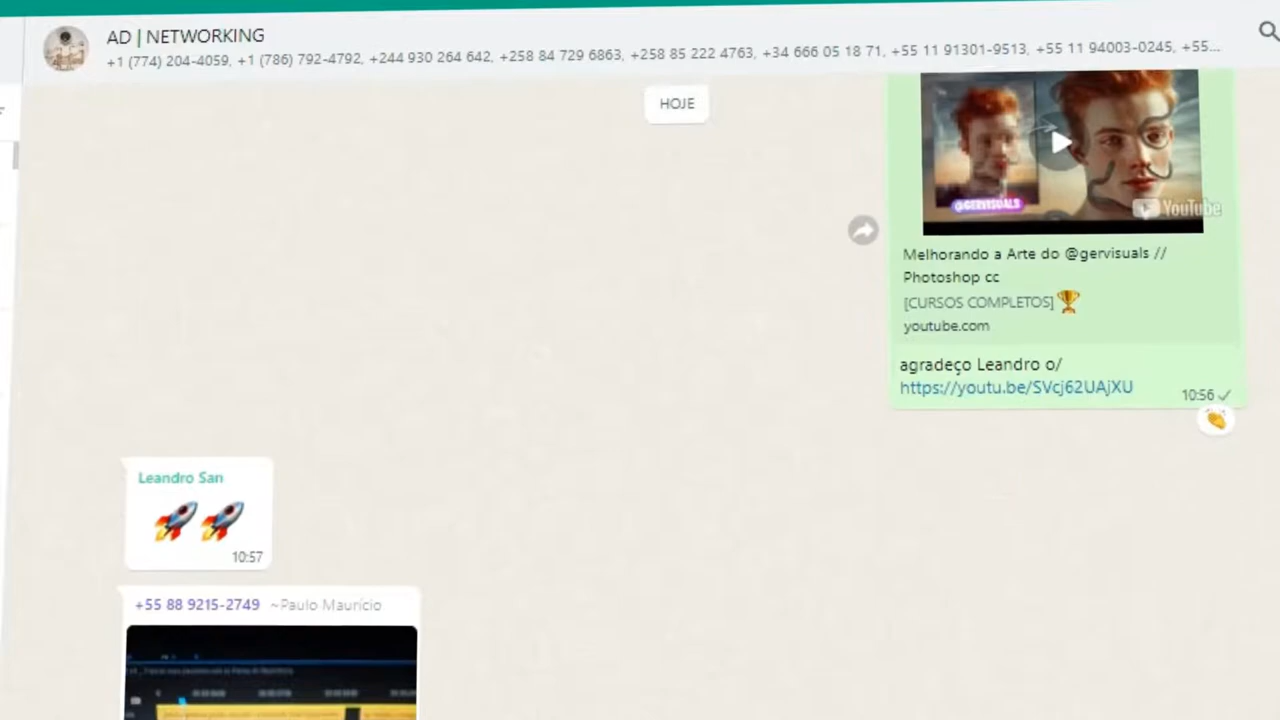 AD | NETWORKING
+1 (774) 204-4059, +1 (786) 792-4792, +244 930 264 642, +258 84 729 6863, +258 85 222 4763, +34 666 05 18 71, +55 11 91301-9513, +55 11 94003-0245, +55...
HOJE
@GERVISUALS
YouTube
Melhorando a Arte do @gervisuals //
Photoshop cc
[CURSOS COMPLETOS] 🏆
youtube.com
agradeço Leandro o/
https://youtu.be/SVcj62UAjXU
10:56
Leandro San
🚀 🚀
10:57
+55 88 9215-2749 ~Paulo Maurício